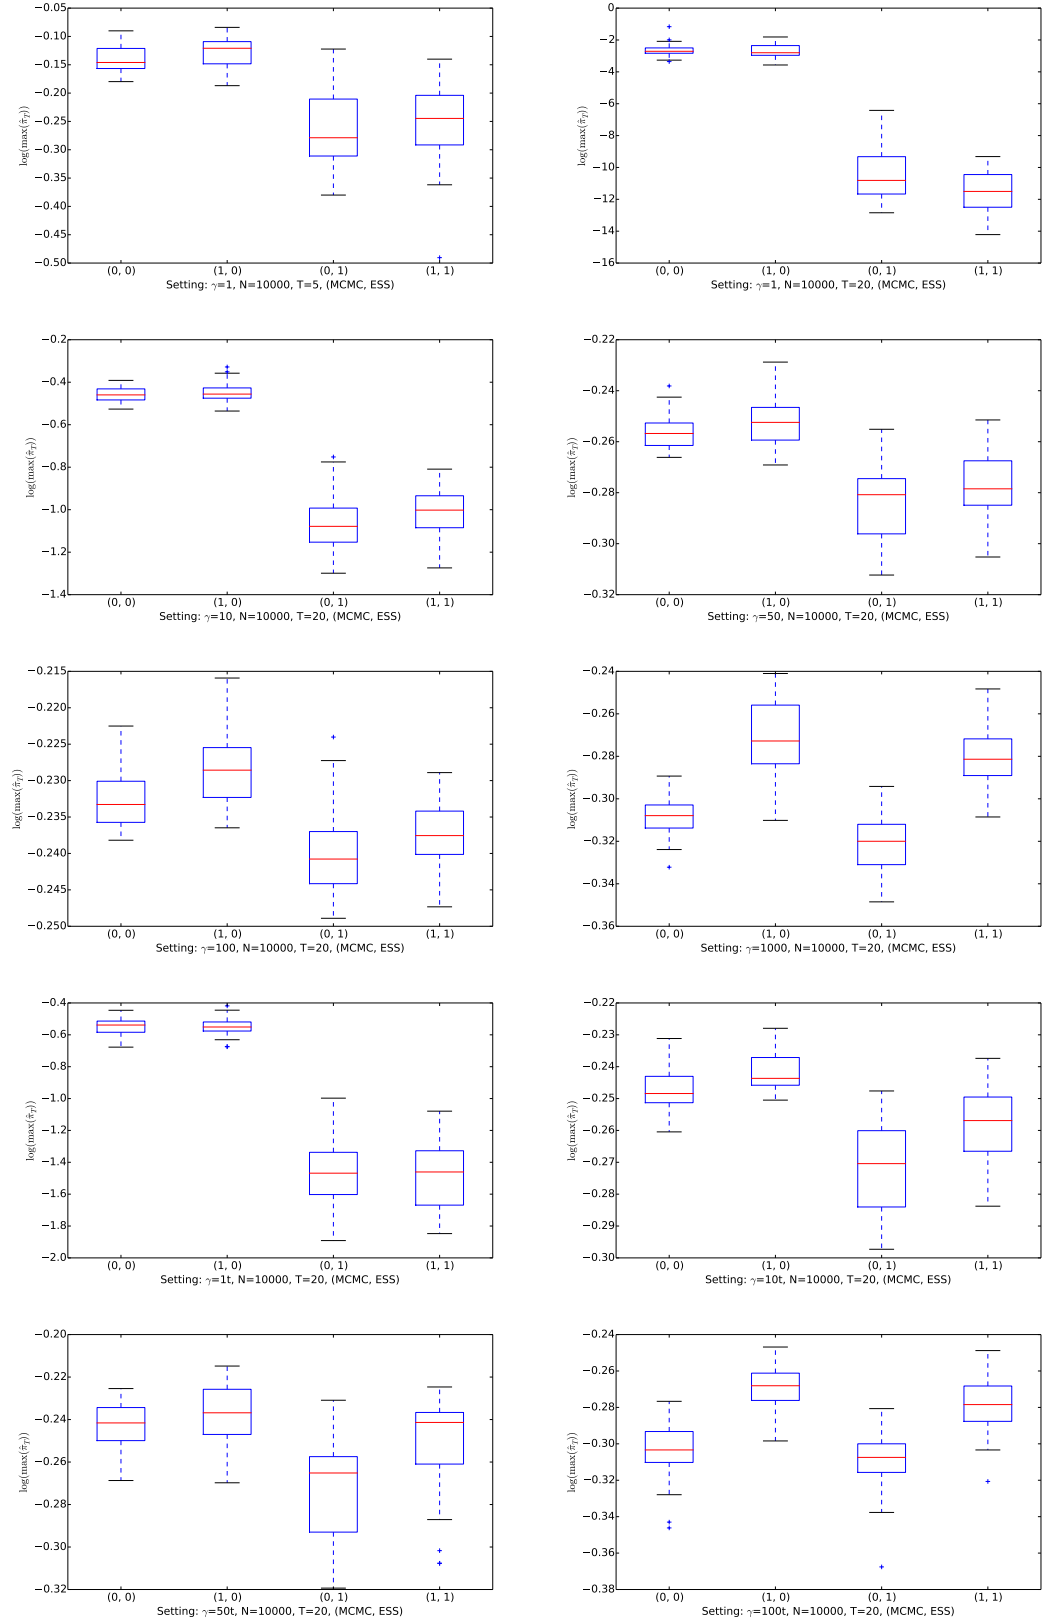 −0.05
−0.10
−0.15
−0.20
−0.25
−0.30
−0.35
−0.40
−0.45
−0.50
log(max(π̂_T))
(0, 0) (1, 0) (0, 1) (1, 1)
Setting: γ=1, N=10000, T=5, (MCMC, ESS)
0
−2
−4
−6
−8
−10
−12
−14
−16
log(max(π̂_T))
(0, 0) (1, 0) (0, 1) (1, 1)
Setting: γ=1, N=10000, T=20, (MCMC, ESS)
−0.2
−0.4
−0.6
−0.8
−1.0
−1.2
−1.4
log(max(π̂_T))
(0, 0) (1, 0) (0, 1) (1, 1)
Setting: γ=10, N=10000, T=20, (MCMC, ESS)
−0.22
−0.24
−0.26
−0.28
−0.30
−0.32
log(max(π̂_T))
(0, 0) (1, 0) (0, 1) (1, 1)
Setting: γ=50, N=10000, T=20, (MCMC, ESS)
−0.215
−0.220
−0.225
−0.230
−0.235
−0.240
−0.245
−0.250
log(max(π̂_T))
(0, 0) (1, 0) (0, 1) (1, 1)
Setting: γ=100, N=10000, T=20, (MCMC, ESS)
−0.24
−0.26
−0.28
−0.30
−0.32
−0.34
−0.36
log(max(π̂_T))
(0, 0) (1, 0) (0, 1) (1, 1)
Setting: γ=1000, N=10000, T=20, (MCMC, ESS)
−0.4
−0.6
−0.8
−1.0
−1.2
−1.4
−1.6
−1.8
−2.0
log(max(π̂_T))
(0, 0) (1, 0) (0, 1) (1, 1)
Setting: γ=1t, N=10000, T=20, (MCMC, ESS)
−0.22
−0.23
−0.24
−0.25
−0.26
−0.27
−0.28
−0.29
−0.30
log(max(π̂_T))
(0, 0) (1, 0) (0, 1) (1, 1)
Setting: γ=10t, N=10000, T=20, (MCMC, ESS)
−0.20
−0.22
−0.24
−0.26
−0.28
−0.30
−0.32
log(max(π̂_T))
(0, 0) (1, 0) (0, 1) (1, 1)
Setting: γ=50t, N=10000, T=20, (MCMC, ESS)
−0.24
−0.26
−0.28
−0.30
−0.32
−0.34
−0.36
−0.38
log(max(π̂_T))
(0, 0) (1, 0) (0, 1) (1, 1)
Setting: γ=100t, N=10000, T=20, (MCMC, ESS)